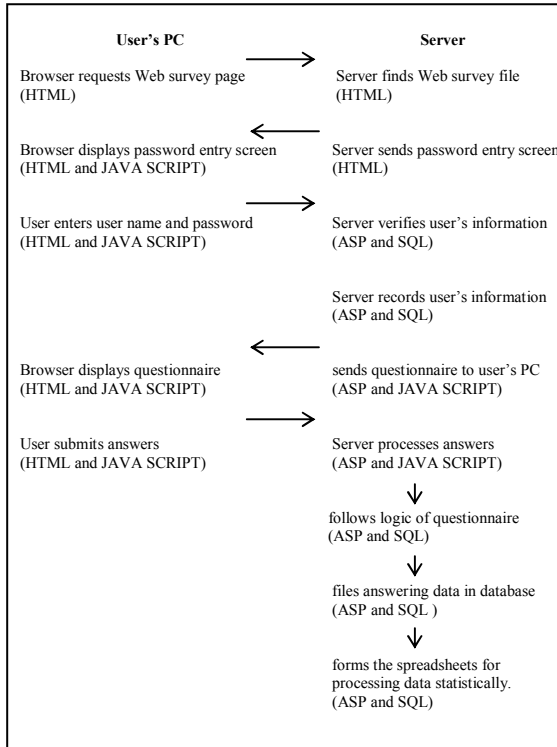 User's PC Server
Browser requests Web survey page Server finds Web survey file
(HTML) (HTML)
Browser displays password entry screen Server sends password entry screen
(HTML and JAVA SCRIPT) (HTML)
User enters user name and password Server verifies user's information
(HTML and JAVA SCRIPT) (ASP and SQL)
Server records user's information
(ASP and SQL)
Browser displays questionnaire sends questionnaire to user's PC
(HTML and JAVA SCRIPT) (ASP and JAVA SCRIPT)
User submits answers Server processes answers
(HTML and JAVA SCRIPT) (ASP and JAVA SCRIPT)
follows logic of questionnaire
(ASP and SQL)
files answering data in database
(ASP and SQL )
forms the spreadsheets for
processing data statistically.
(ASP and SQL)